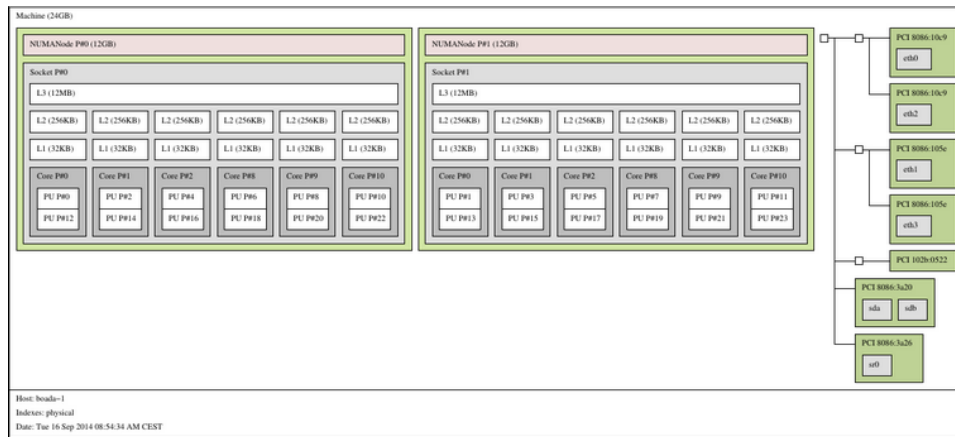 Machine (24GB)
NUMANode P#0 (12GB)
Socket P#0
L3 (12MB)
L2 (256KB) L2 (256KB) L2 (256KB) L2 (256KB) L2 (256KB) L2 (256KB)
L1 (32KB) L1 (32KB) L1 (32KB) L1 (32KB) L1 (32KB) L1 (32KB)
Core P#0 Core P#1 Core P#2 Core P#8 Core P#9 Core P#10
PU P#0 PU P#2 PU P#4 PU P#6 PU P#8 PU P#10
PU P#12 PU P#14 PU P#16 PU P#18 PU P#20 PU P#22
NUMANode P#1 (12GB)
Socket P#1
L3 (12MB)
L2 (256KB) L2 (256KB) L2 (256KB) L2 (256KB) L2 (256KB) L2 (256KB)
L1 (32KB) L1 (32KB) L1 (32KB) L1 (32KB) L1 (32KB) L1 (32KB)
Core P#0 Core P#1 Core P#2 Core P#8 Core P#9 Core P#10
PU P#1 PU P#3 PU P#5 PU P#7 PU P#9 PU P#11
PU P#13 PU P#15 PU P#17 PU P#19 PU P#21 PU P#23
PCI 8086:10c9
eth0
PCI 8086:10c9
eth2
PCI 8086:105e
eth1
PCI 8086:105e
eth3
PCI 102b:0522
PCI 8086:3a20
sda sdb
PCI 8086:3a26
sr0
Host: boada-1
Indexes: physical
Date: Tue 16 Sep 2014 08:54:34 AM CEST